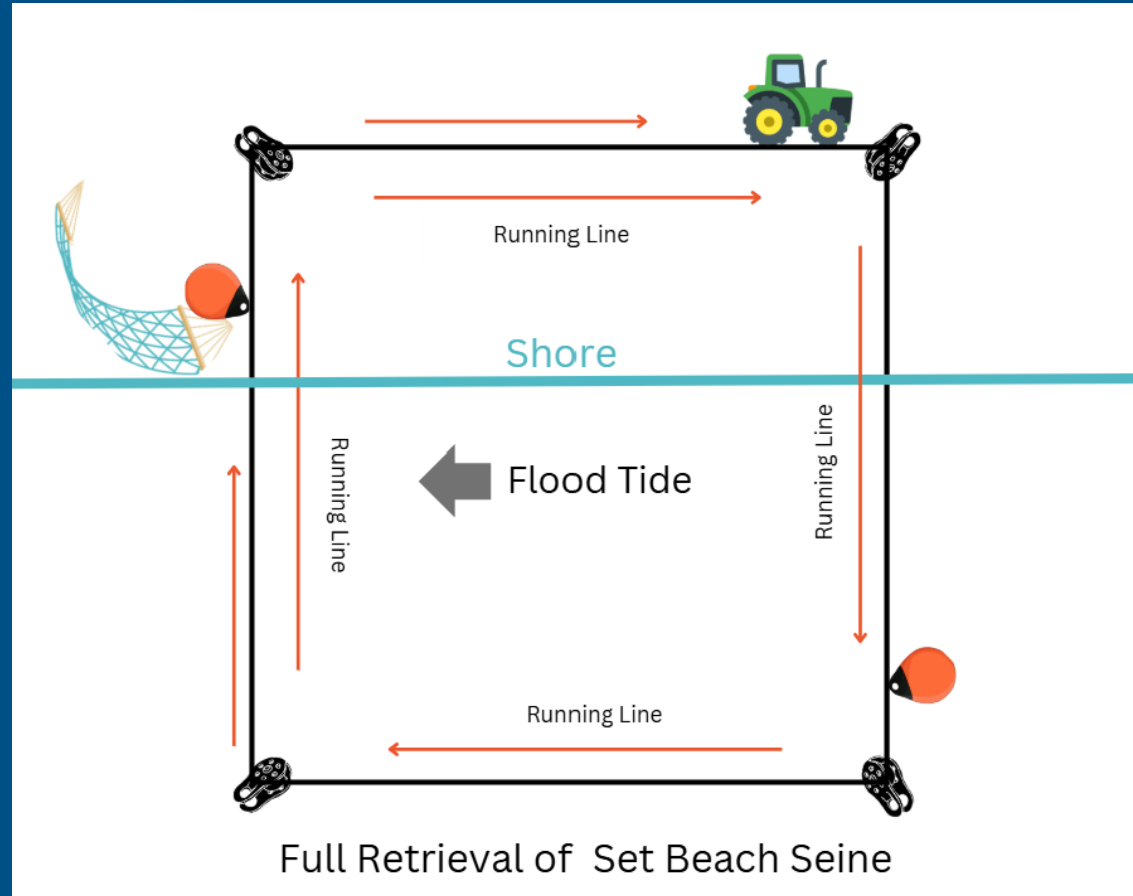 Running Line
Shore
Running Line
Flood Tide
Running Line
Running Line
Full Retrieval of  Set Beach Seine